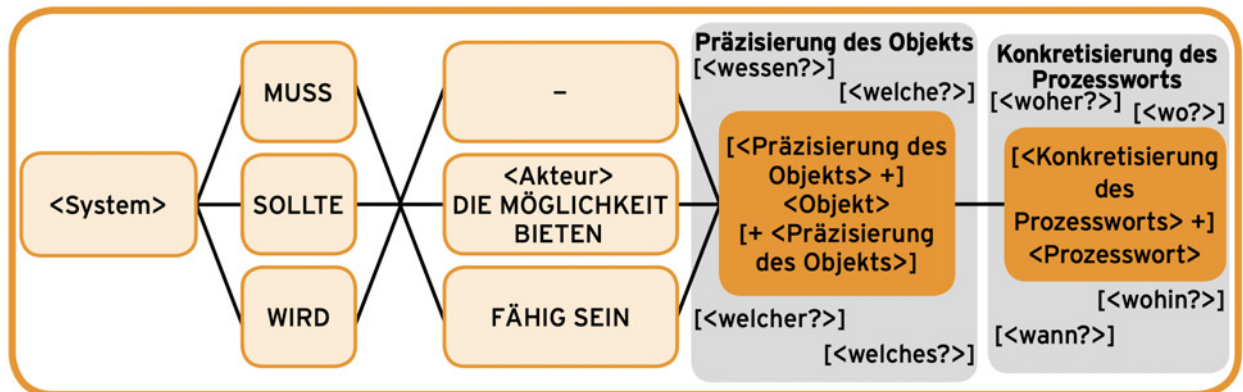 <System>
MUSS
SOLLTE
WIRD
–
<Akteur>
DIE MÖGLICHKEIT
BIETEN
FÄHIG SEIN
Präzisierung des Objekts
[<wessen?>]
[<welche?>]
[<Präzisierung des
Objekts> +]
<Objekt>
[+ <Präzisierung
des Objekts>]
[<welcher?>]
[<welches?>]
Konkretisierung des
Prozessworts
[<woher?>]
[<wo?>]
[<Konkretisierung
des
Prozessworts> +]
<Prozesswort>
[<wohin?>]
[<wann?>]